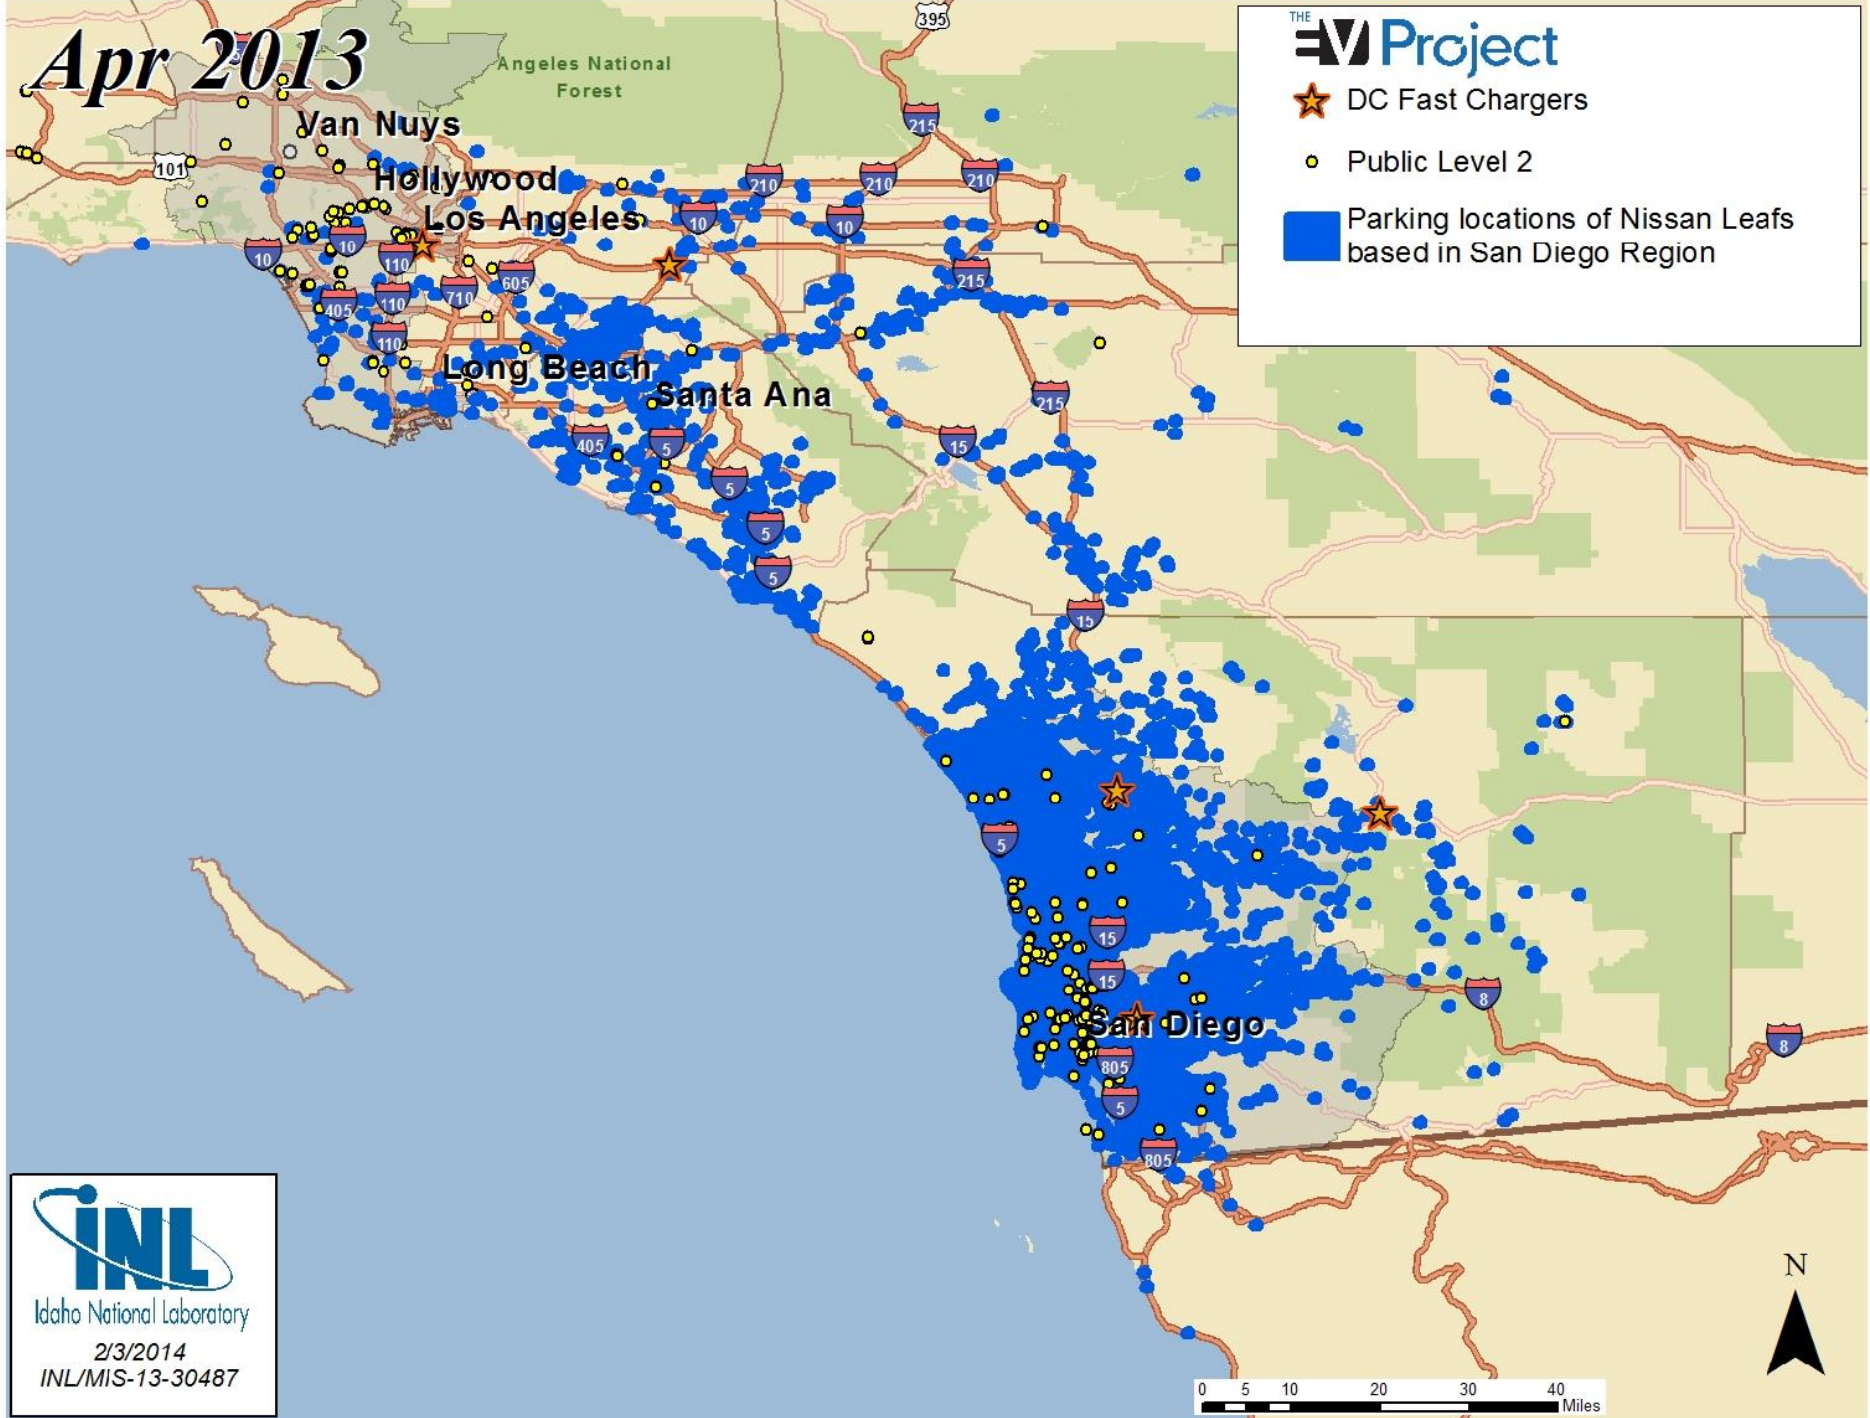 Apr 2013
THE
EV Project
DC Fast Chargers
Public Level 2
Parking locations of Nissan Leafs
based in San Diego Region
Angeles National
Forest
395
215
Van Nuys
101
Hollywood
210
210
210
Los Angeles
10
10
10
10
110
215
605
405
110
710
110
Long Beach
Santa Ana
215
405
5
15
5
5
5
15
5
15
15
8
San Diego
8
805
5
805
INL
Idaho National Laboratory
2/3/2014
INL/MIS-13-30487
N
0 5 10 20 30 40
Miles